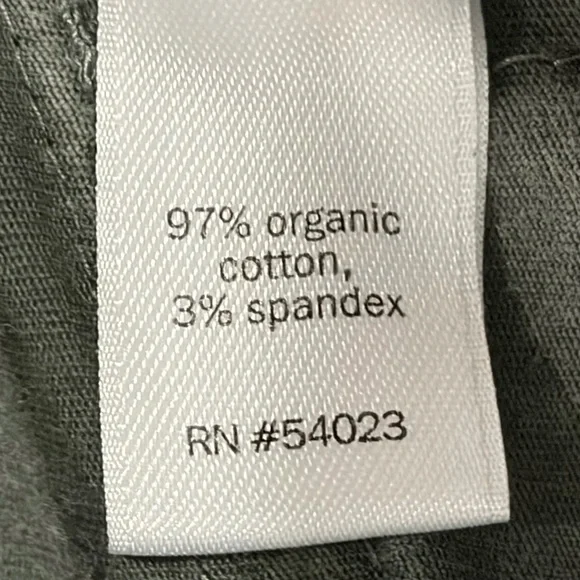 97% organic
cotton,
3% spandex
RN #54023